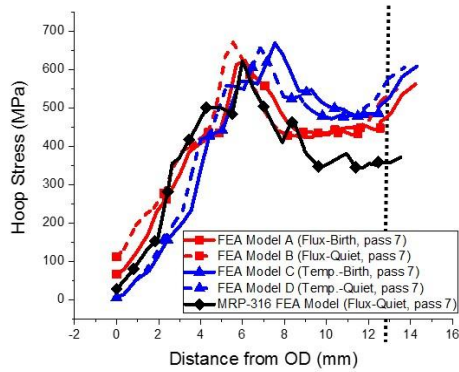 Hoop Stress (MPa)
700
600
500
400
300
200
100
0
FEA Model A (Flux-Birth, pass 7)
FEA Model B (Flux-Quiet, pass 7)
FEA Model C (Temp.-Birth, pass 7)
FEA Model D (Temp.-Quiet, pass 7)
MRP-316 FEA Model (Flux-Quiet, pass 7)
-2 0 2 4 6 8 10 12 14 16
Distance from OD (mm)